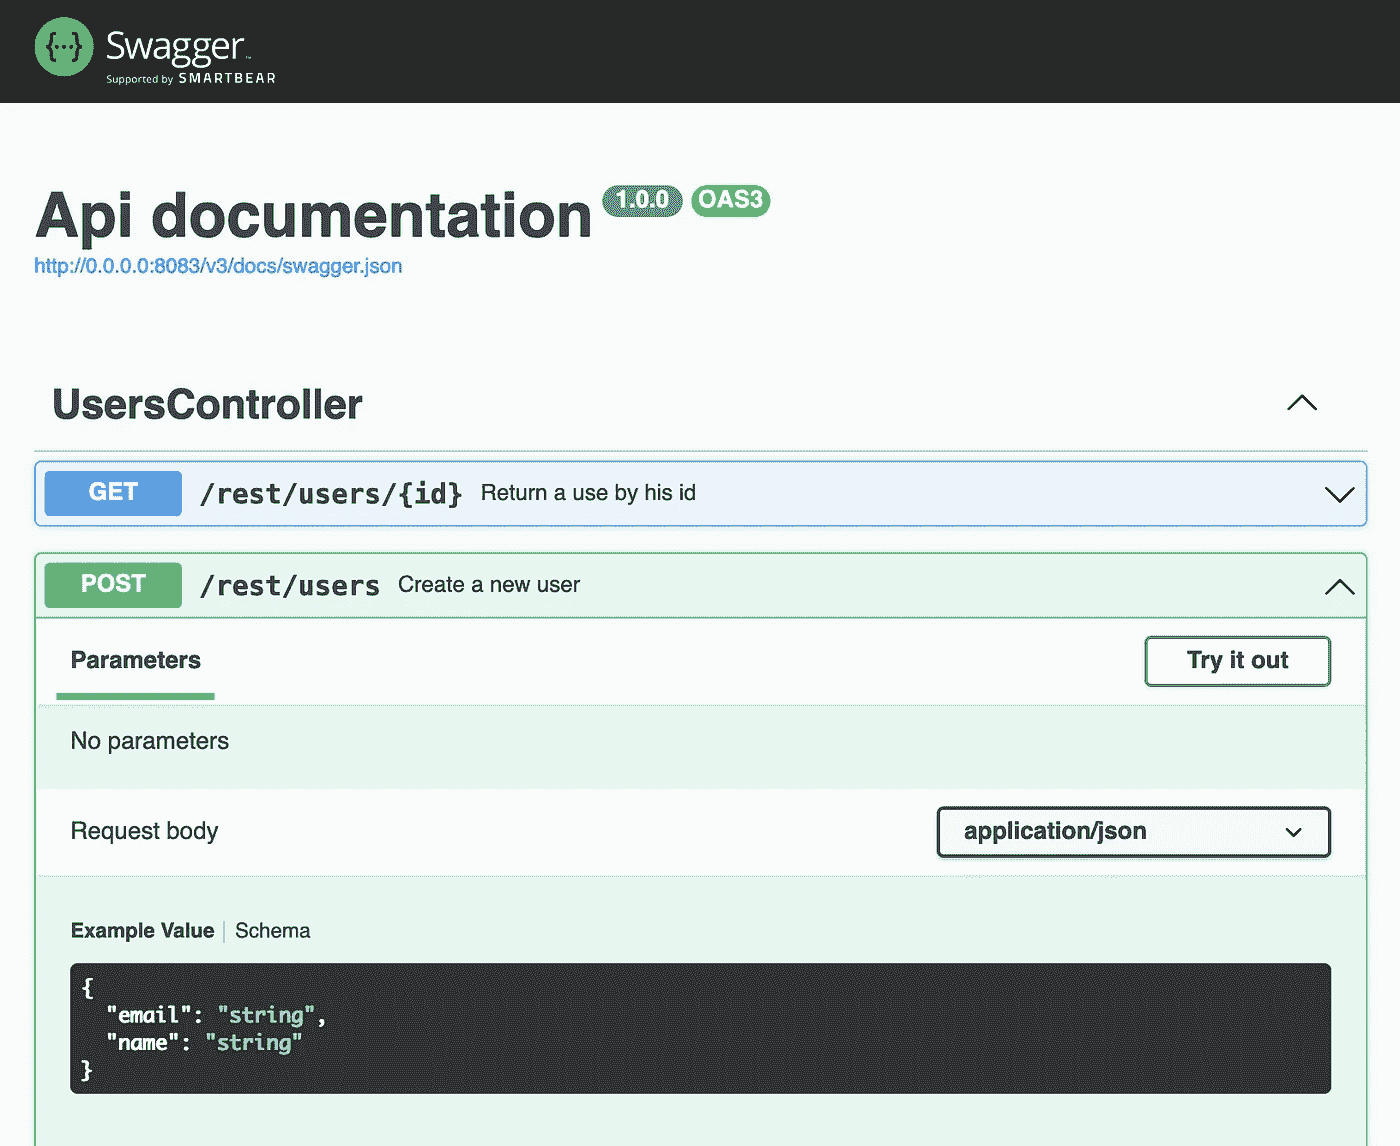 {...} Swagger™
Supported by SMARTBEAR
Api documentation 1.0.0 OAS3
http://0.0.0.0:8083/v3/docs/swagger.json
UsersController
GET /rest/users/{id} Return a use by his id
POST /rest/users Create a new user
Parameters Try it out
No parameters
Request body application/json
Example Value | Schema
{
"email": "string",
"name": "string"
}